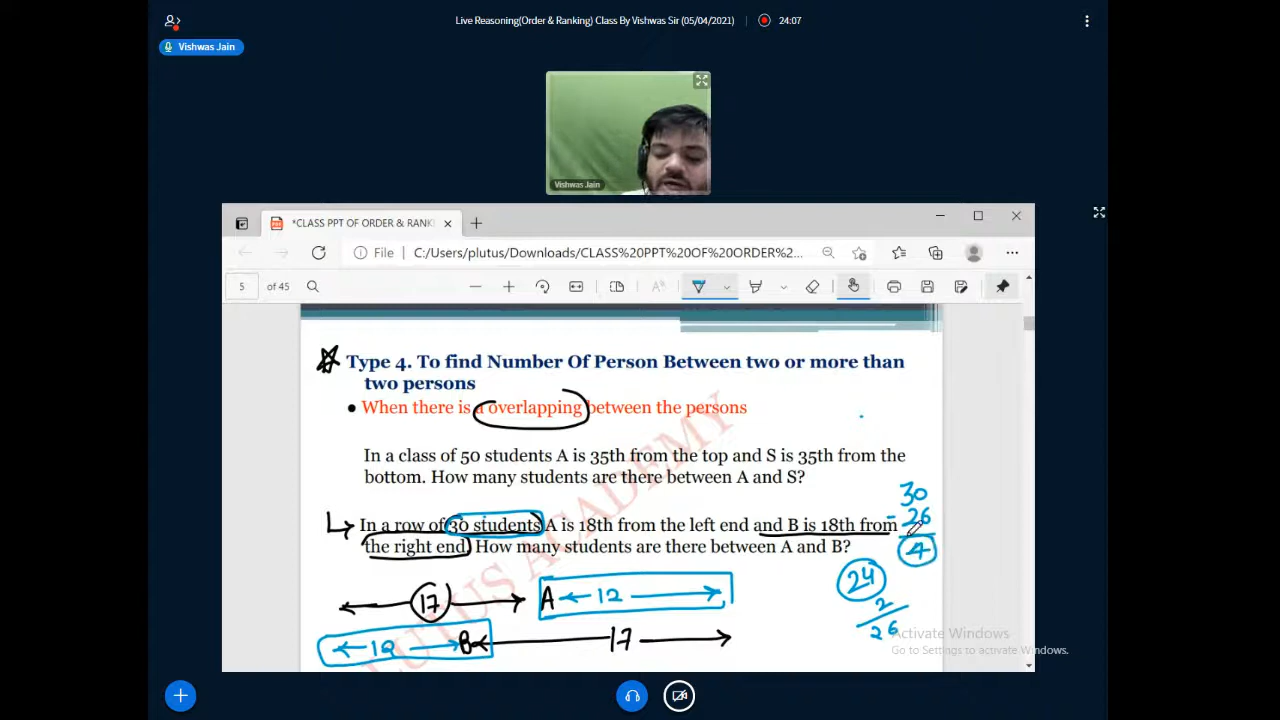 Live Reasoning(Order & Ranking) Class By Vishwas Sir (05/04/2021)
24:07
Vishwas Jain
Vishwas Jain
*CLASS PPT OF ORDER & RANKI
File
C:/Users/plutus/Downloads/CLASS%20PPT%20OF%20ORDER%2...
5 of 45
Type 4. To find Number Of Person Between two or more than
two persons
• When there is a overlapping between the persons
In a class of 50 students A is 35th from the top and S is 35th from the
bottom. How many students are there between A and S?
In a row of 30 students A is 18th from the left end and B is 18th from
the right end. How many students are there between A and B?
30
- 26
4
24
2
26
17 A 12
12 B 17
PLUTUS ACADEMY
Activate Windows
Go to Settings to activate Windows.